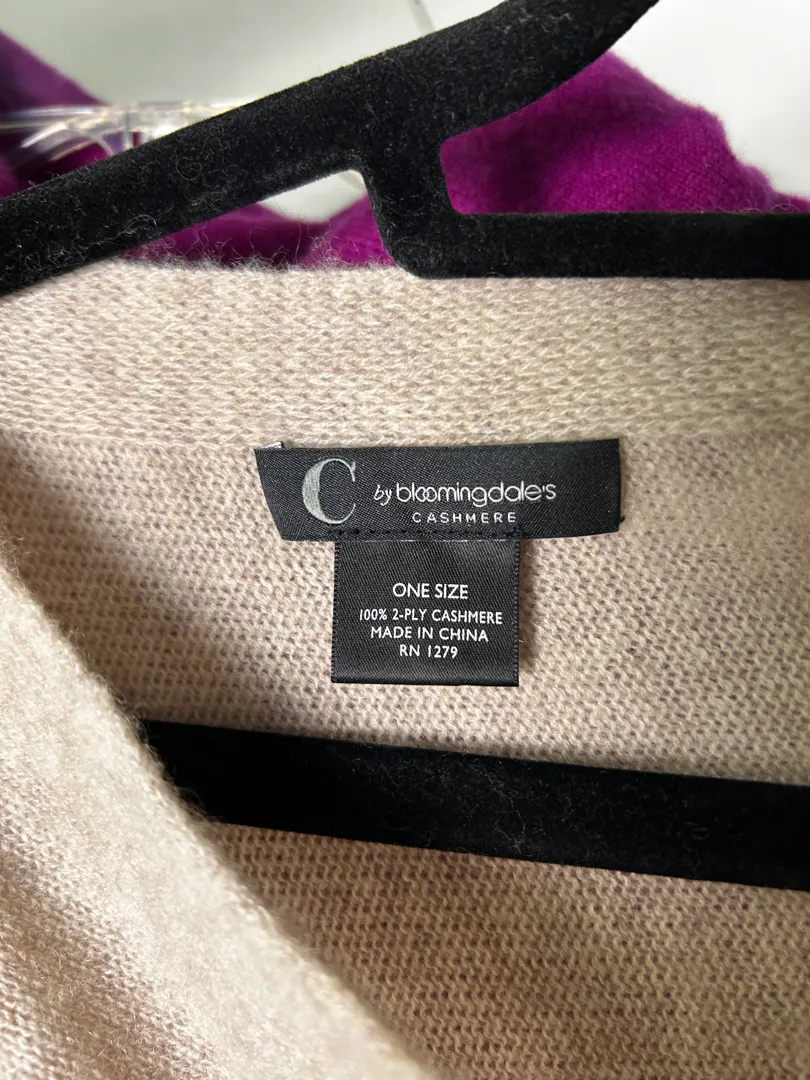 C by bloomingdale's
CASHMERE
ONE SIZE
100% 2-PLY CASHMERE
MADE IN CHINA
RN 1279